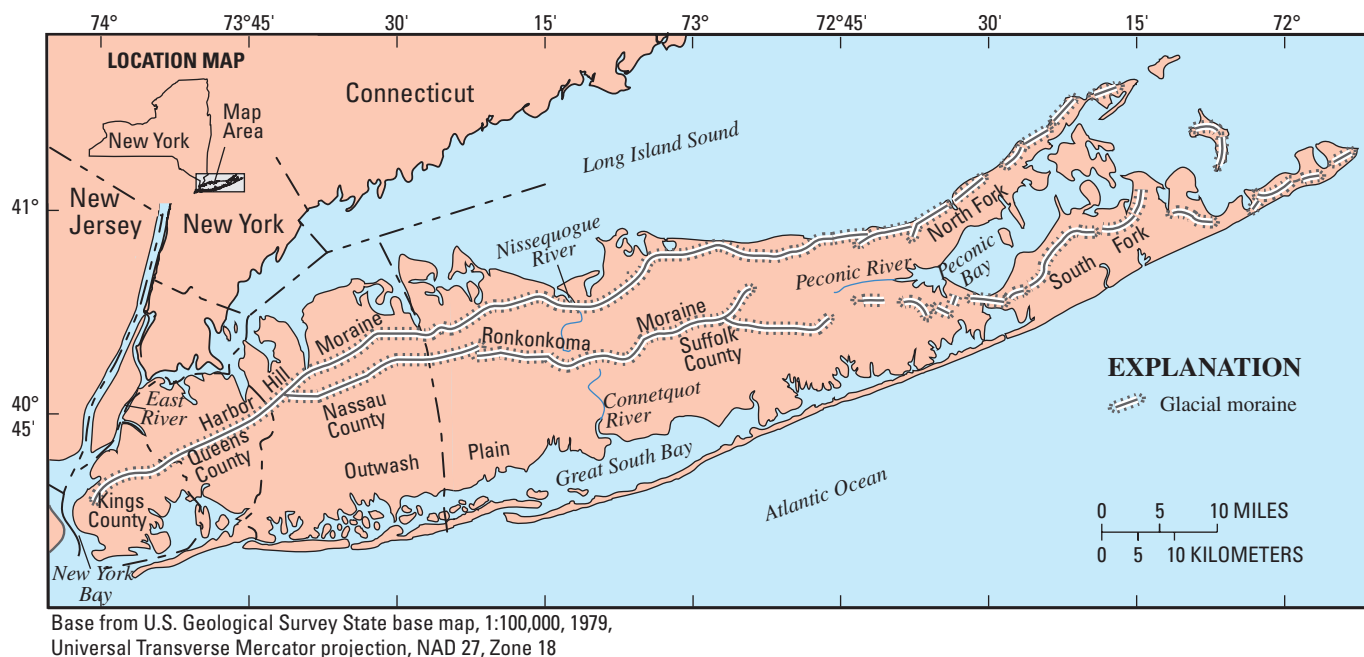 74°
73°45'
30'
15'
73°
72°45'
30'
15'
72°
LOCATION MAP
New York
Map
Area
Connecticut
Long Island Sound
New
Jersey
New York
41°
40°
45'
Nissequogue
River
North Fork
Peconic River
Peconic
Bay
South
Fork
Moraine
Ronkonkoma
Moraine
Suffolk
County
Hill
Harbor
East
River
Queens
County
Nassau
County
Connetquot
River
Outwash
Plain
Great South Bay
Kings
County
Atlantic Ocean
New York
Bay
EXPLANATION
Glacial moraine
0 5 10 MILES
0 5 10 KILOMETERS
Base from U.S. Geological Survey State base map, 1:100,000, 1979,
Universal Transverse Mercator projection, NAD 27, Zone 18